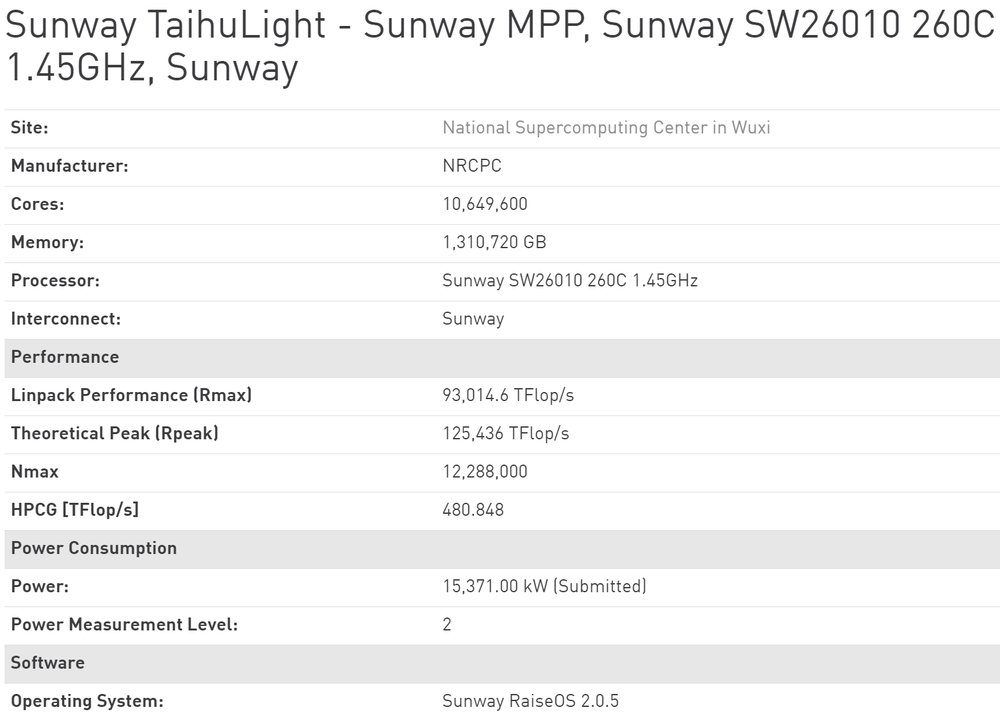 Sunway TaihuLight - Sunway MPP, Sunway SW26010 260C
1.45GHz, Sunway
Site: National Supercomputing Center in Wuxi
Manufacturer: NRCPC
Cores: 10,649,600
Memory: 1,310,720 GB
Processor: Sunway SW26010 260C 1.45GHz
Interconnect: Sunway
Performance
Linpack Performance (Rmax) 93,014.6 TFlop/s
Theoretical Peak (Rpeak) 125,436 TFlop/s
Nmax 12,288,000
HPCG [TFlop/s] 480.848
Power Consumption
Power: 15,371.00 kW (Submitted)
Power Measurement Level: 2
Software
Operating System: Sunway RaiseOS 2.0.5